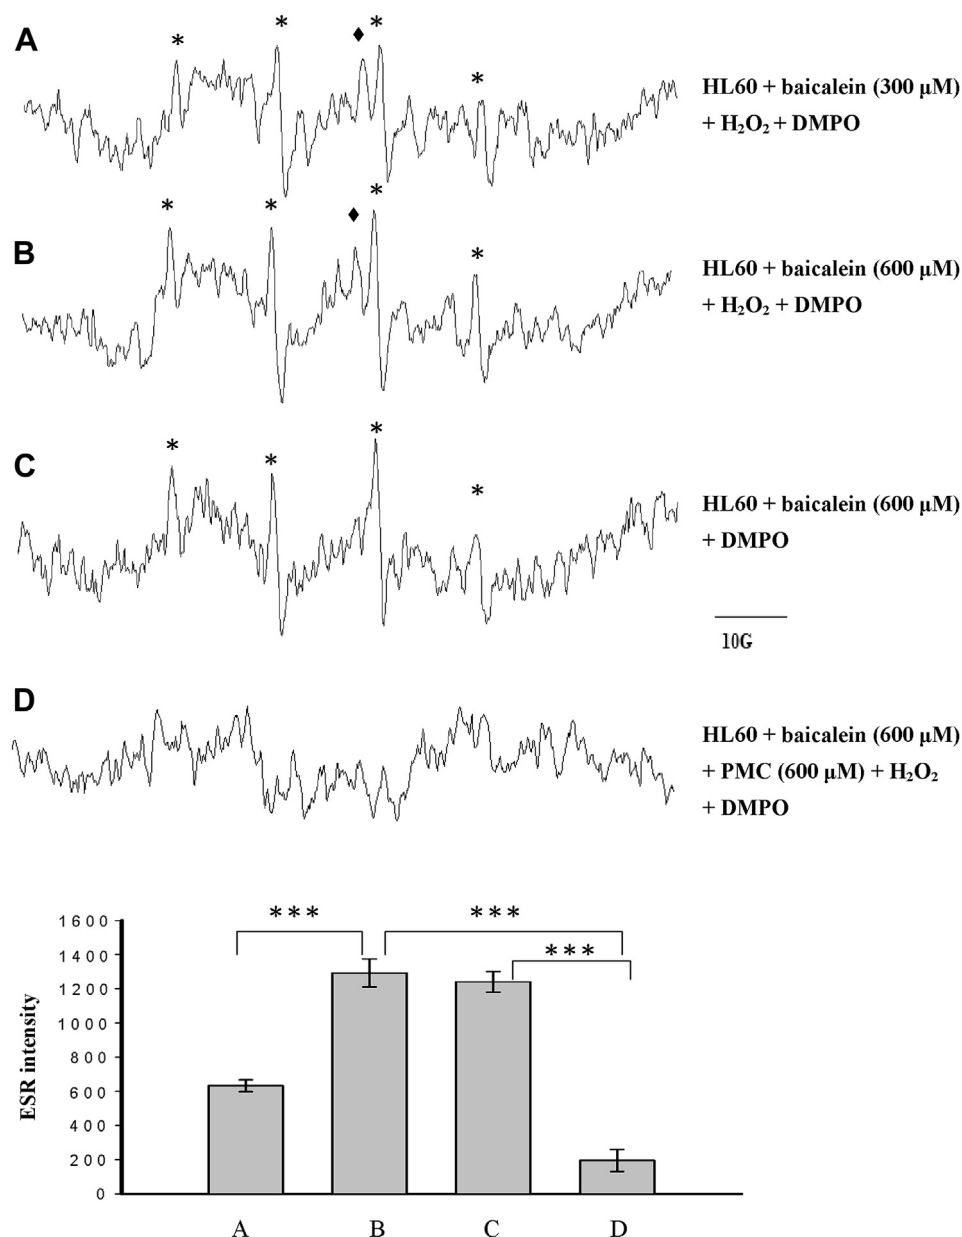 A
* * ♦ * *
HL60 + baicalein (300 μM)
+ H₂O₂ + DMPO
B
* * ♦ * *
HL60 + baicalein (600 μM)
+ H₂O₂ + DMPO
C
* * * *
HL60 + baicalein (600 μM)
+ DMPO
10G
D
HL60 + baicalein (600 μM)
+ PMC (600 μM) + H₂O₂
+ DMPO
ESR intensity
1600
1400
1200
1000
800
600
400
200
0
*** ***
***
A B C D